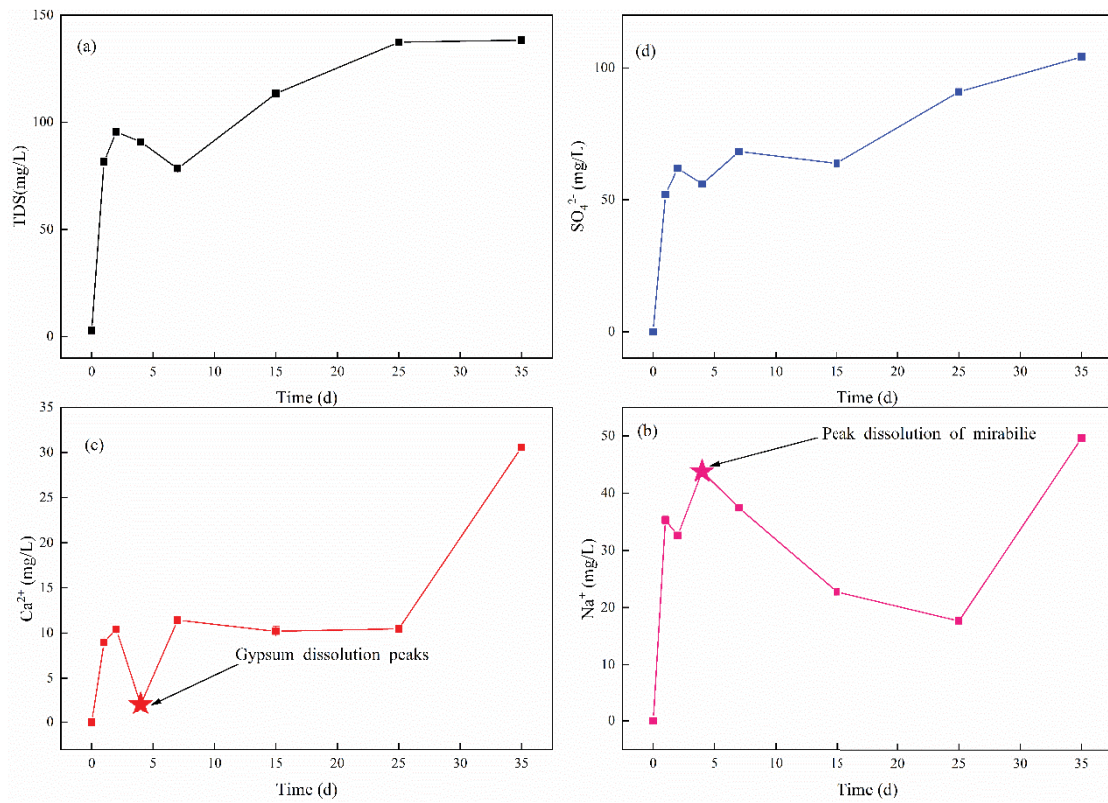 (a)
TDS(mg/L)
150
100
50
0
0 5 10 15 20 25 30 35
Time (d)
(d)
SO₄²⁻ (mg/L)
100
50
0
0 5 10 15 20 25 30 35
Time (d)
(c)
Ca²⁺ (mg/L)
35
30
25
20
15
10
5
0
Gypsum dissolution peaks
0 5 10 15 20 25 30 35
Time (d)
(b)
Na⁺ (mg/L)
50
40
30
20
10
0
Peak dissolution of mirabilie
0 5 10 15 20 25 30 35
Time (d)